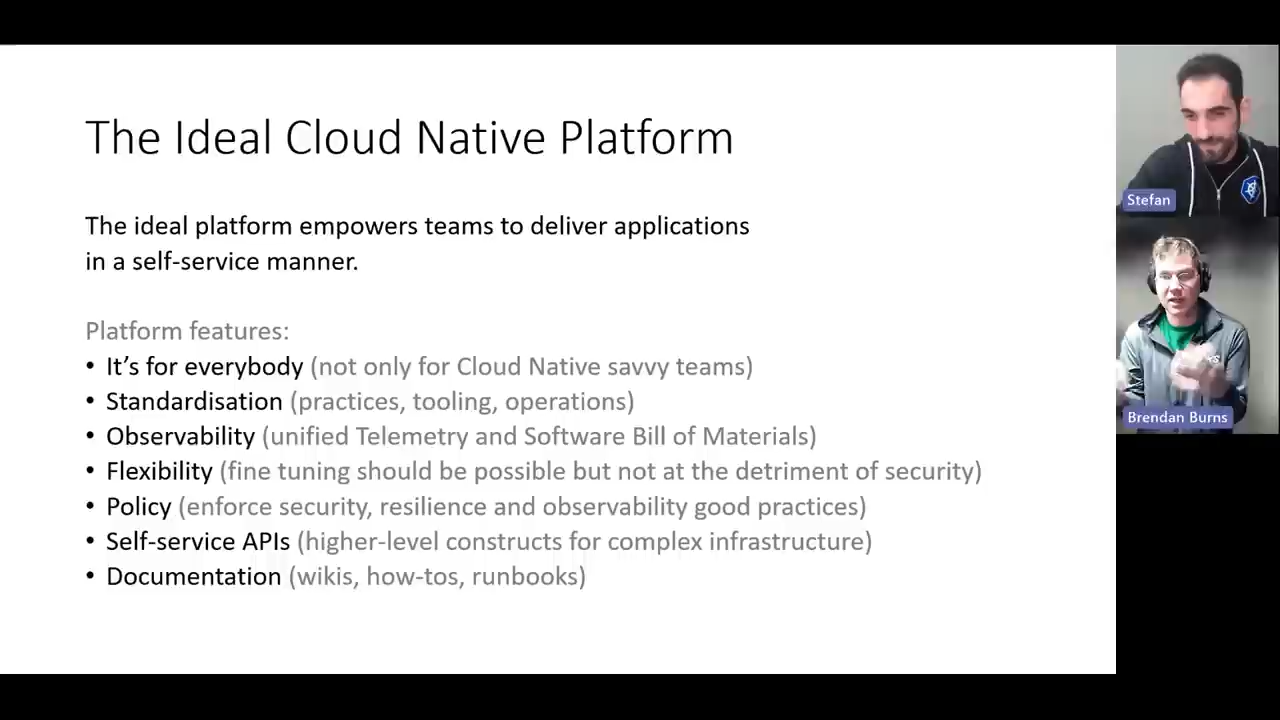 The Ideal Cloud Native Platform
The ideal platform empowers teams to deliver applications
in a self-service manner.
Platform features:
• It’s for everybody (not only for Cloud Native savvy teams)
• Standardisation (practices, tooling, operations)
• Observability (unified Telemetry and Software Bill of Materials)
• Flexibility (fine tuning should be possible but not at the detriment of security)
• Policy (enforce security, resilience and observability good practices)
• Self-service APIs (higher-level constructs for complex infrastructure)
• Documentation (wikis, how-tos, runbooks)
Stefan
Brendan Burns